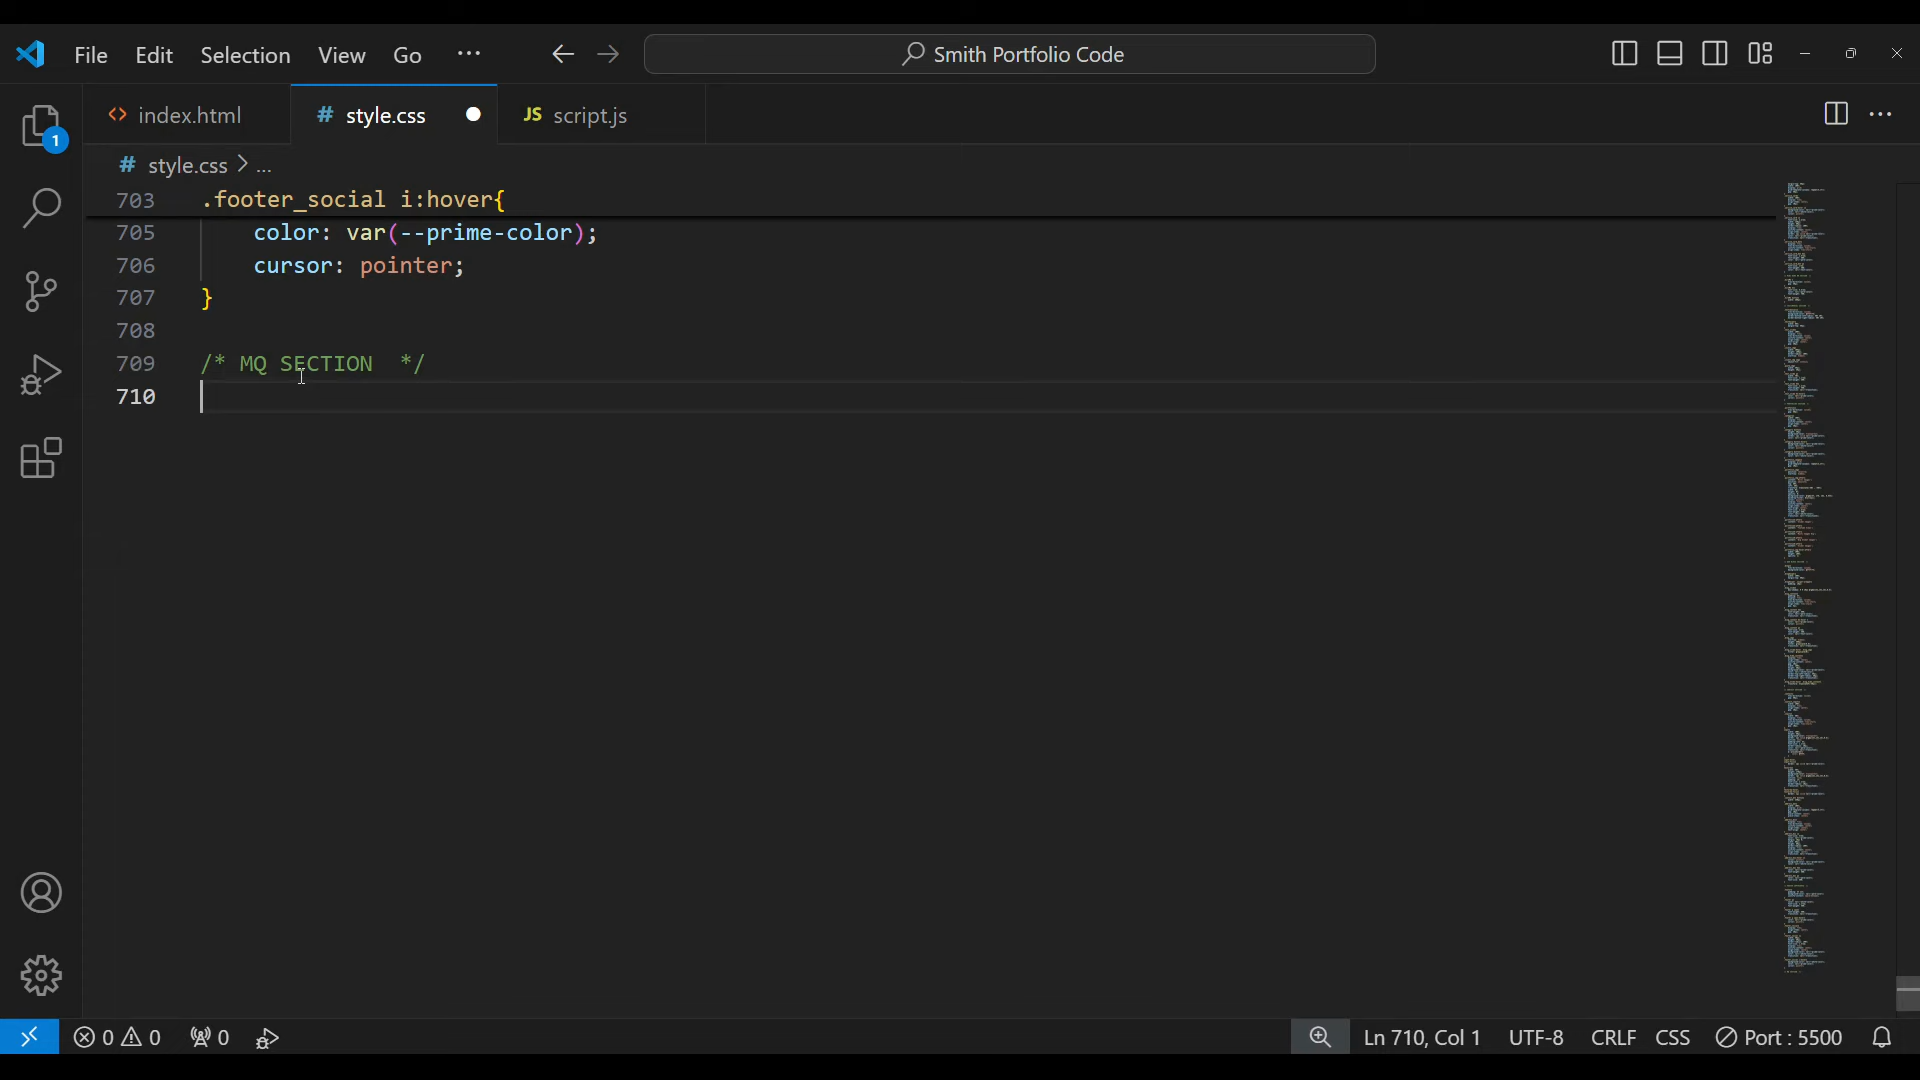 File Edit Selection View Go ··· Smith Portfolio Code
index.html # style.css JS script.js
# style.css > ...
703 .footer_social i:hover{
705 color: var(--prime-color);
706 cursor: pointer;
707 }
708
709 /* MQ SECTION  */
710
1
0 0 0 Ln 710, Col 1 UTF-8 CRLF CSS Port : 5500